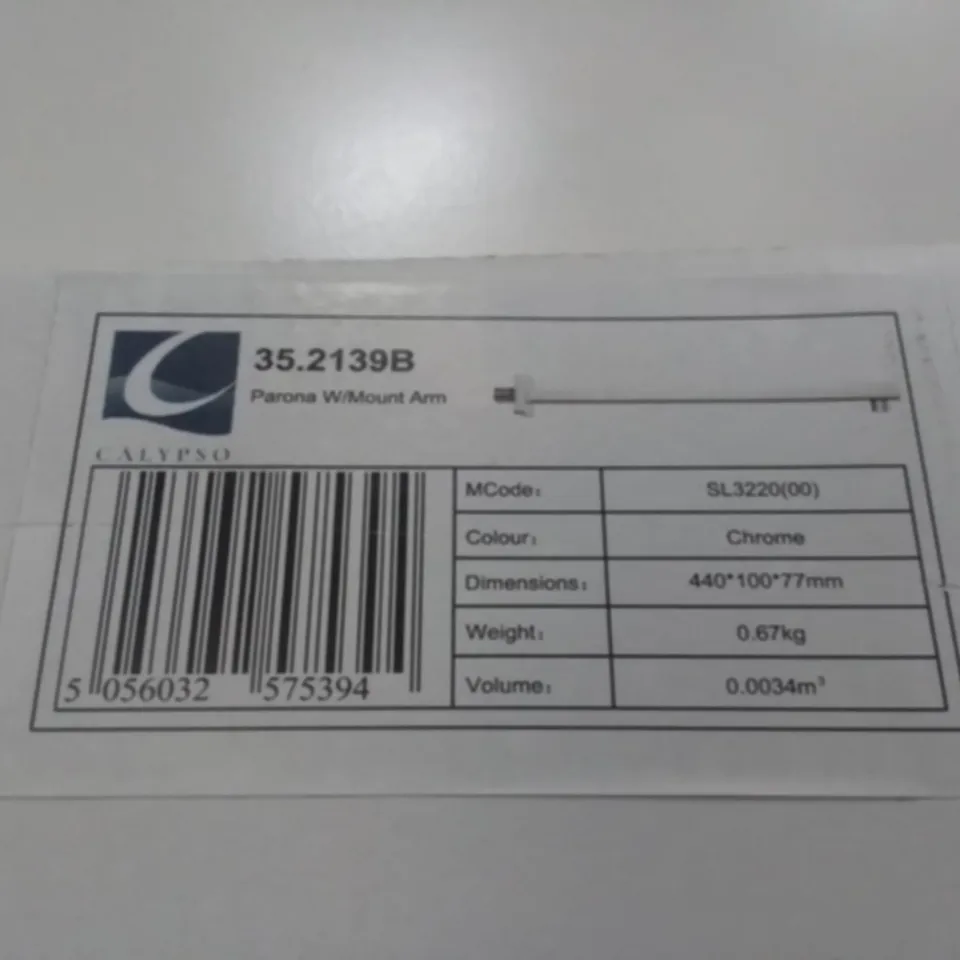 35.2139B
Parona W/Mount Arm
CALYPSO
MCode: SL3220(00)
Colour: Chrome
Dimensions: 440*100*77mm
Weight: 0.67kg
Volume: 0.0034m³
5 056032 575394